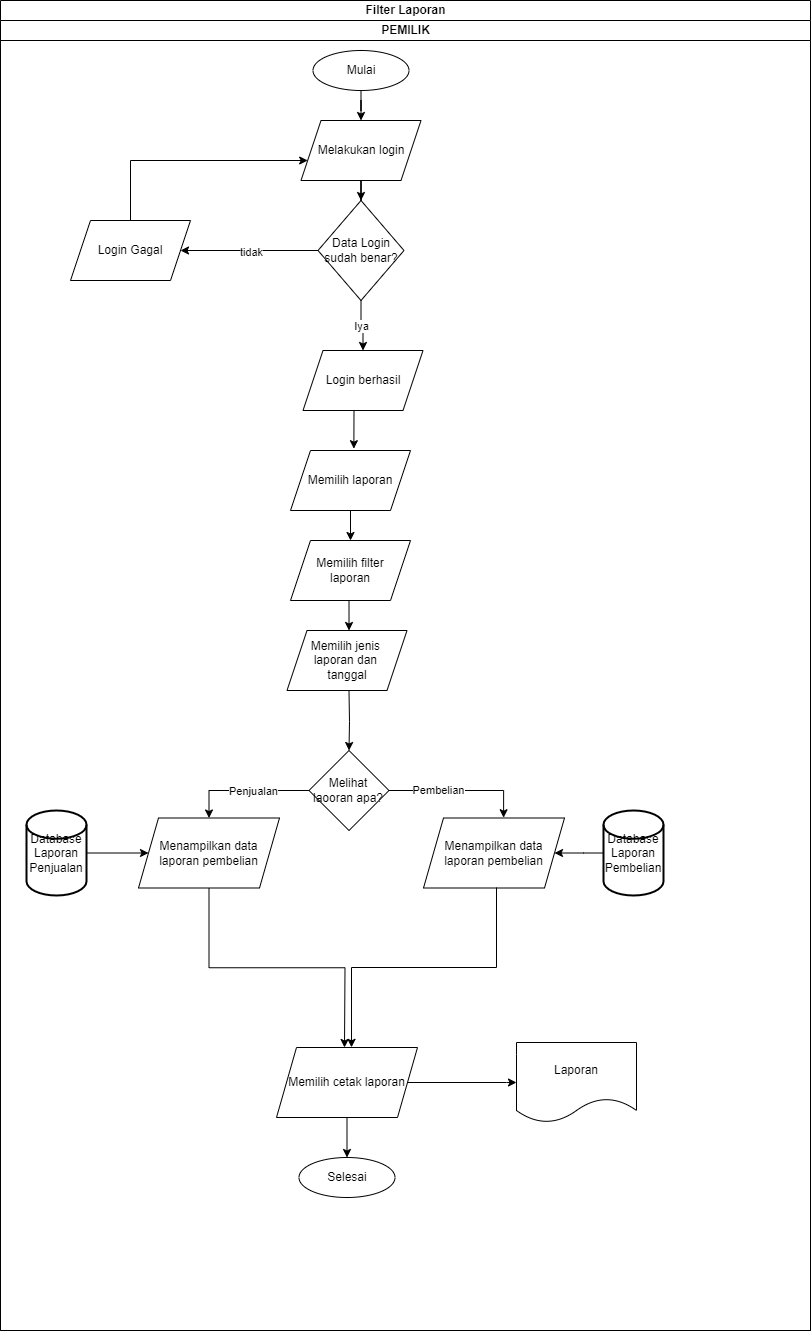 Filter Laporan
PEMILIK
Mulai
Melakukan login
Data Login
sudah benar?
tidak
Login Gagal
Iya
Login berhasil
Memilih laporan
Memilih filter
laporan
Memilih jenis
laporan dan
tanggal
Melihat
laooran apa?
Penjualan
Pembelian
Database
Laporan
Penjualan
Menampilkan data
laporan pembelian
Menampilkan data
laporan pembelian
Database
Laporan
Pembelian
Memilih cetak laporan
Laporan
Selesai